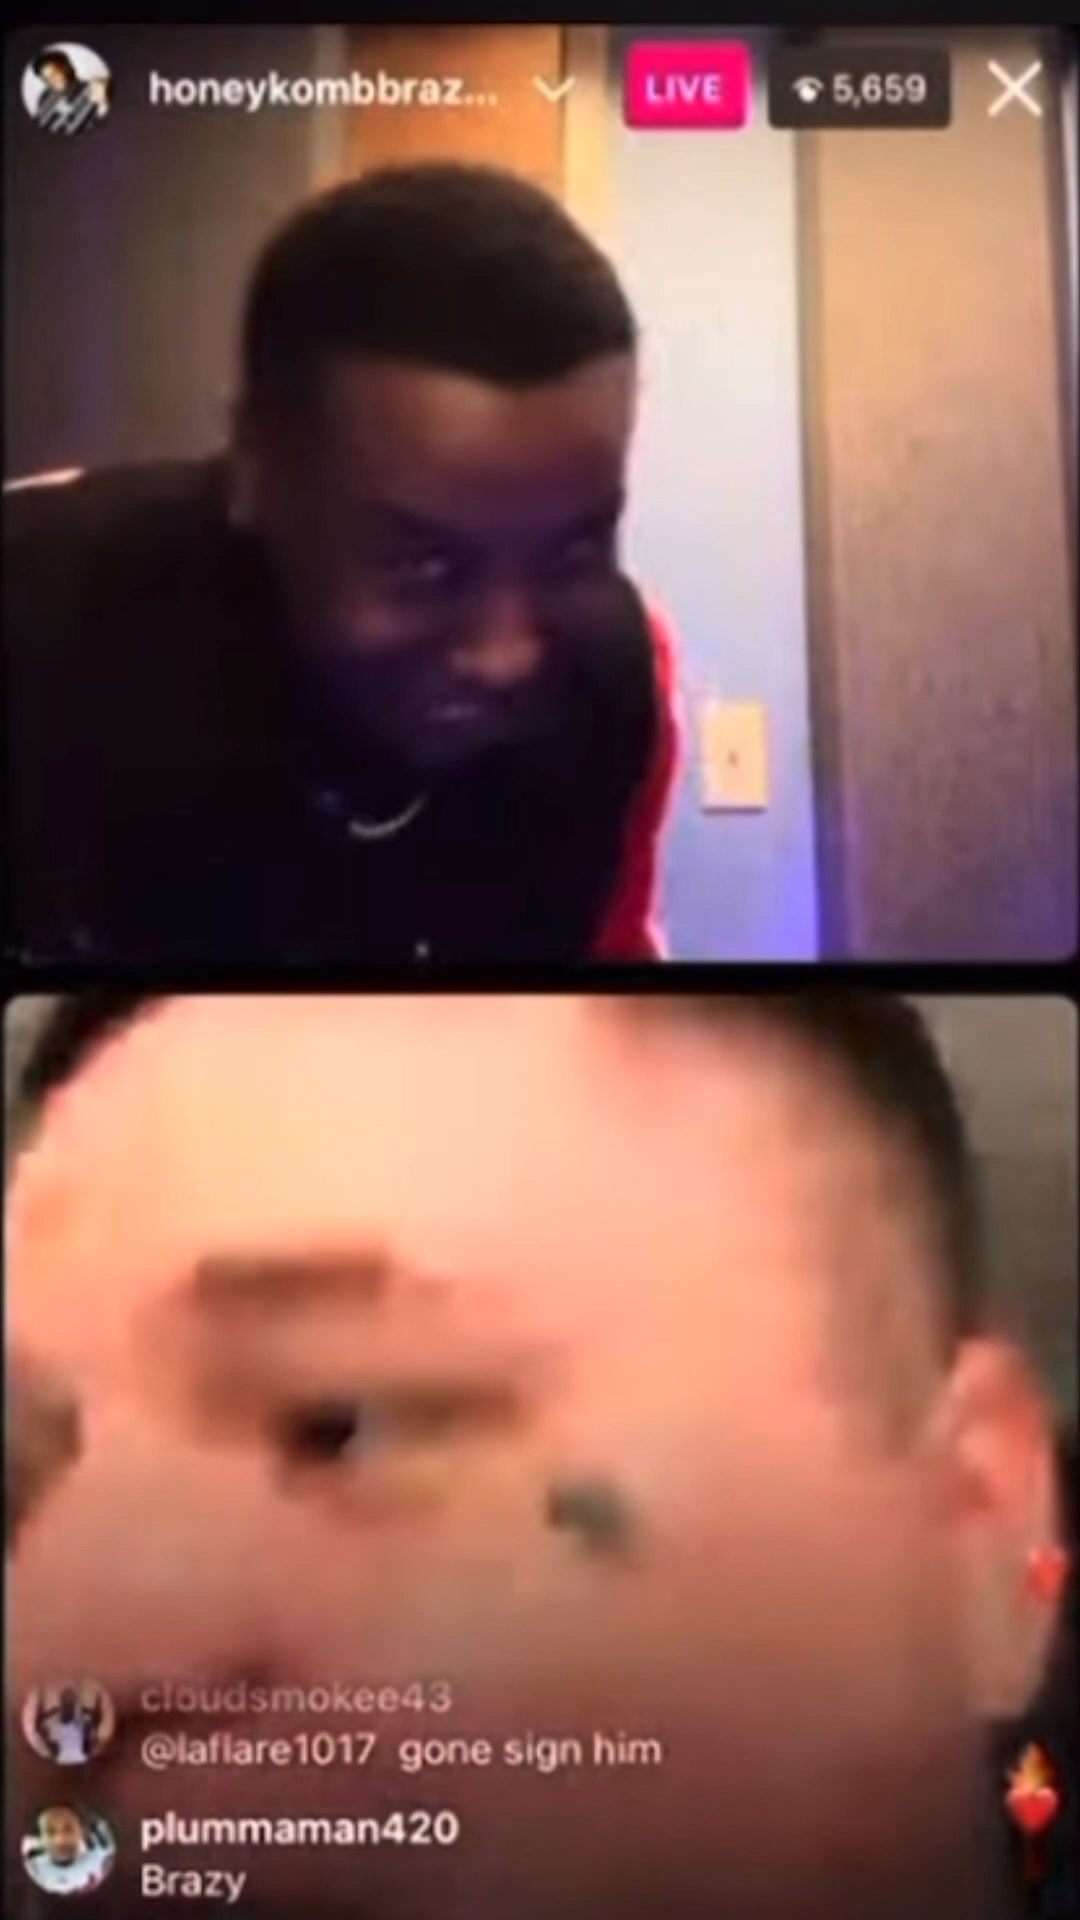 honeykombbraz...
LIVE
5,659
cloudsmokee43
@laflare1017 gone sign him
plummaman420
Brazy